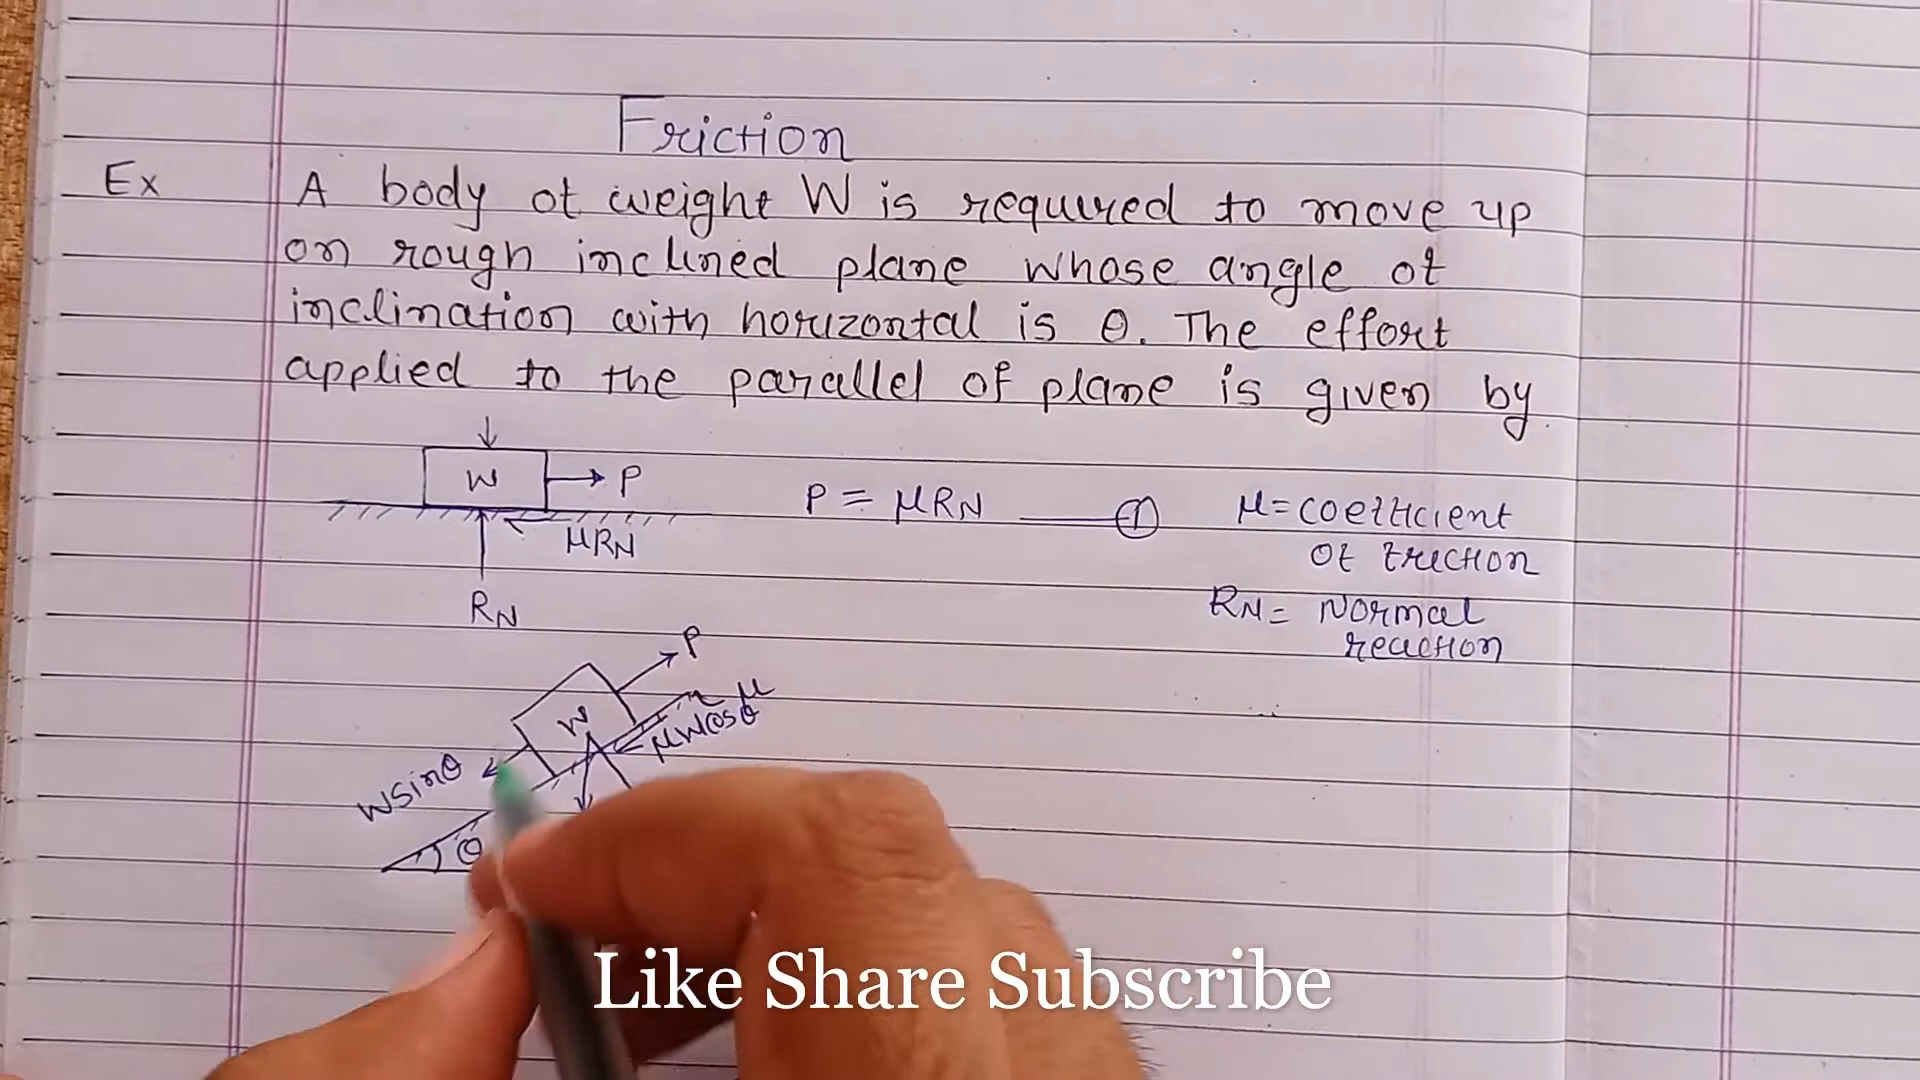 Friction
Ex A body of weight W is required to move up
on rough inclined plane whose angle of
inclination with horizontal is θ. The effort
applied to the parallel of plane is given by
W P
P = μRN ① μ = coefficient
of friction
μRN
RN
RN = Normal
reaction
P
W
μ
μWcosθ
Wsinθ
θ
Like Share Subscribe